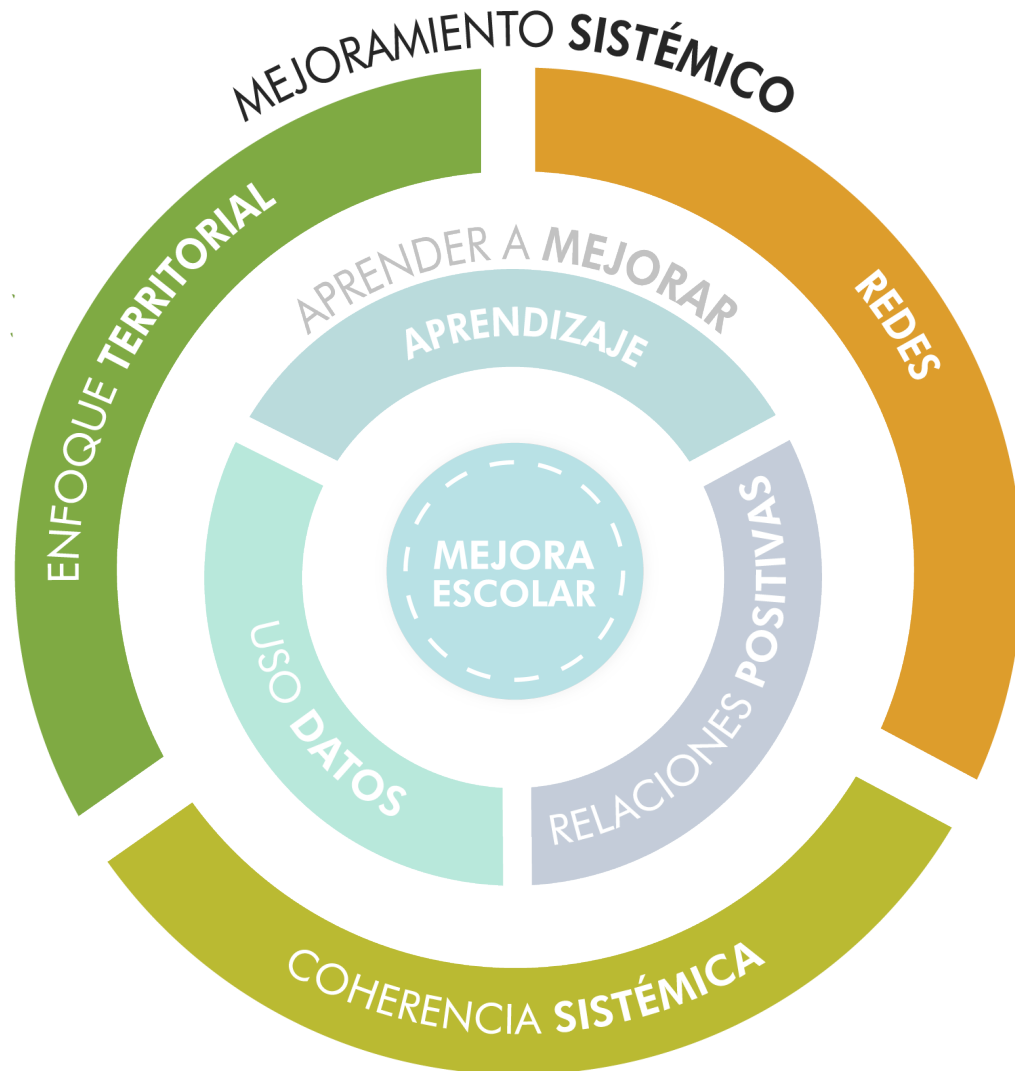 MEJORAMIENTO SISTÉMICO
ENFOQUE TERRITORIAL
REDES
APRENDER A MEJORAR
APRENDIZAJE
MEJORA
ESCOLAR
USO DATOS
RELACIONES POSITIVAS
COHERENCIA SISTÉMICA